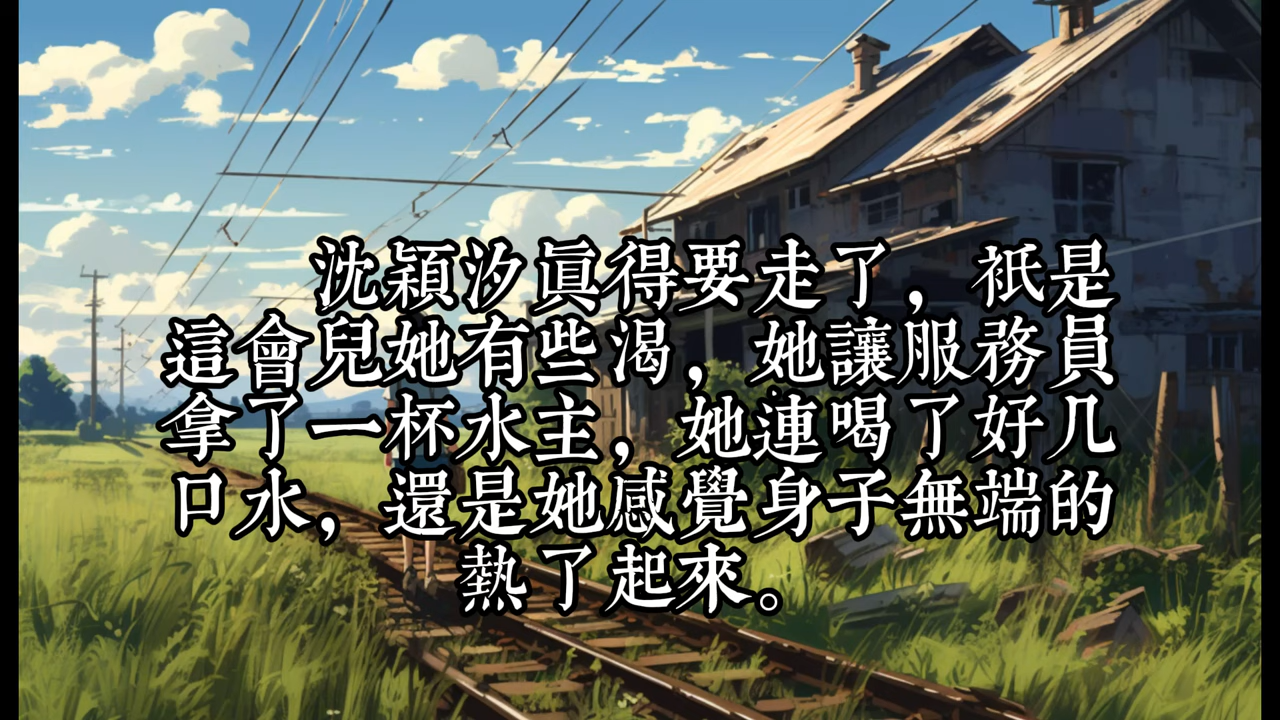 沈穎汐眞得要走了，祇是
這會兒她有些渴，她讓服務員
拿了一杯水主，她連喝了好几
口水，還是她感覺身子無端的
熱了起來。